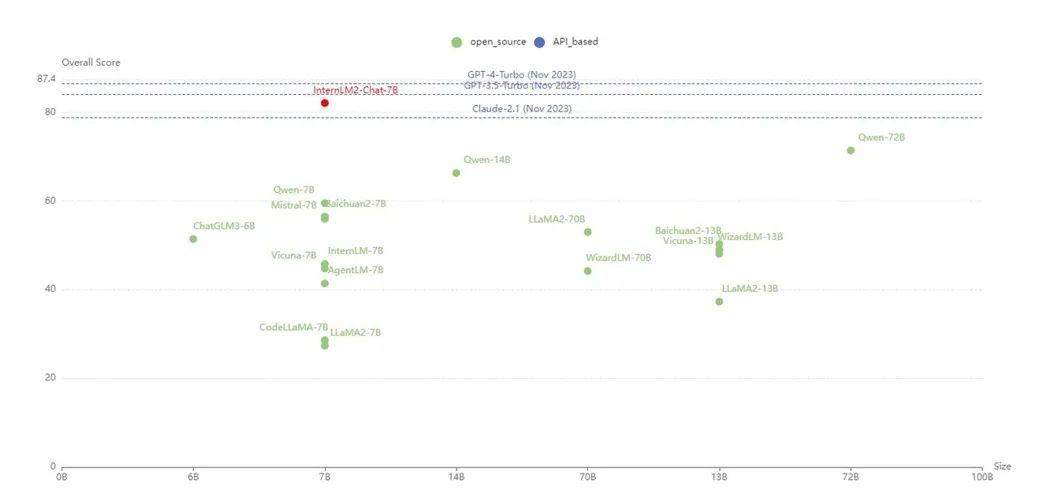 open_source
API_based
Overall Score
87.4
GPT-4-Turbo (Nov 2023)
GPT-3.5-Turbo (Nov 2023)
InternLM2-Chat-7B
80
Claude-2.1 (Nov 2023)
Qwen-72B
Qwen-14B
Qwen-7B
60
Mistral-7B
Baichuan2-7B
LLaMA2-70B
ChatGLM3-6B
Baichuan2-13B
WizardLM-13B
Vicuna-13B
InternLM-7B
Vicuna-7B
WizardLM-70B
AgentLM-7B
40
LLaMA2-13B
CodeLLaMA-7B
LLaMA2-7B
20
0
Size
0B
6B
7B
14B
70B
13B
72B
100B